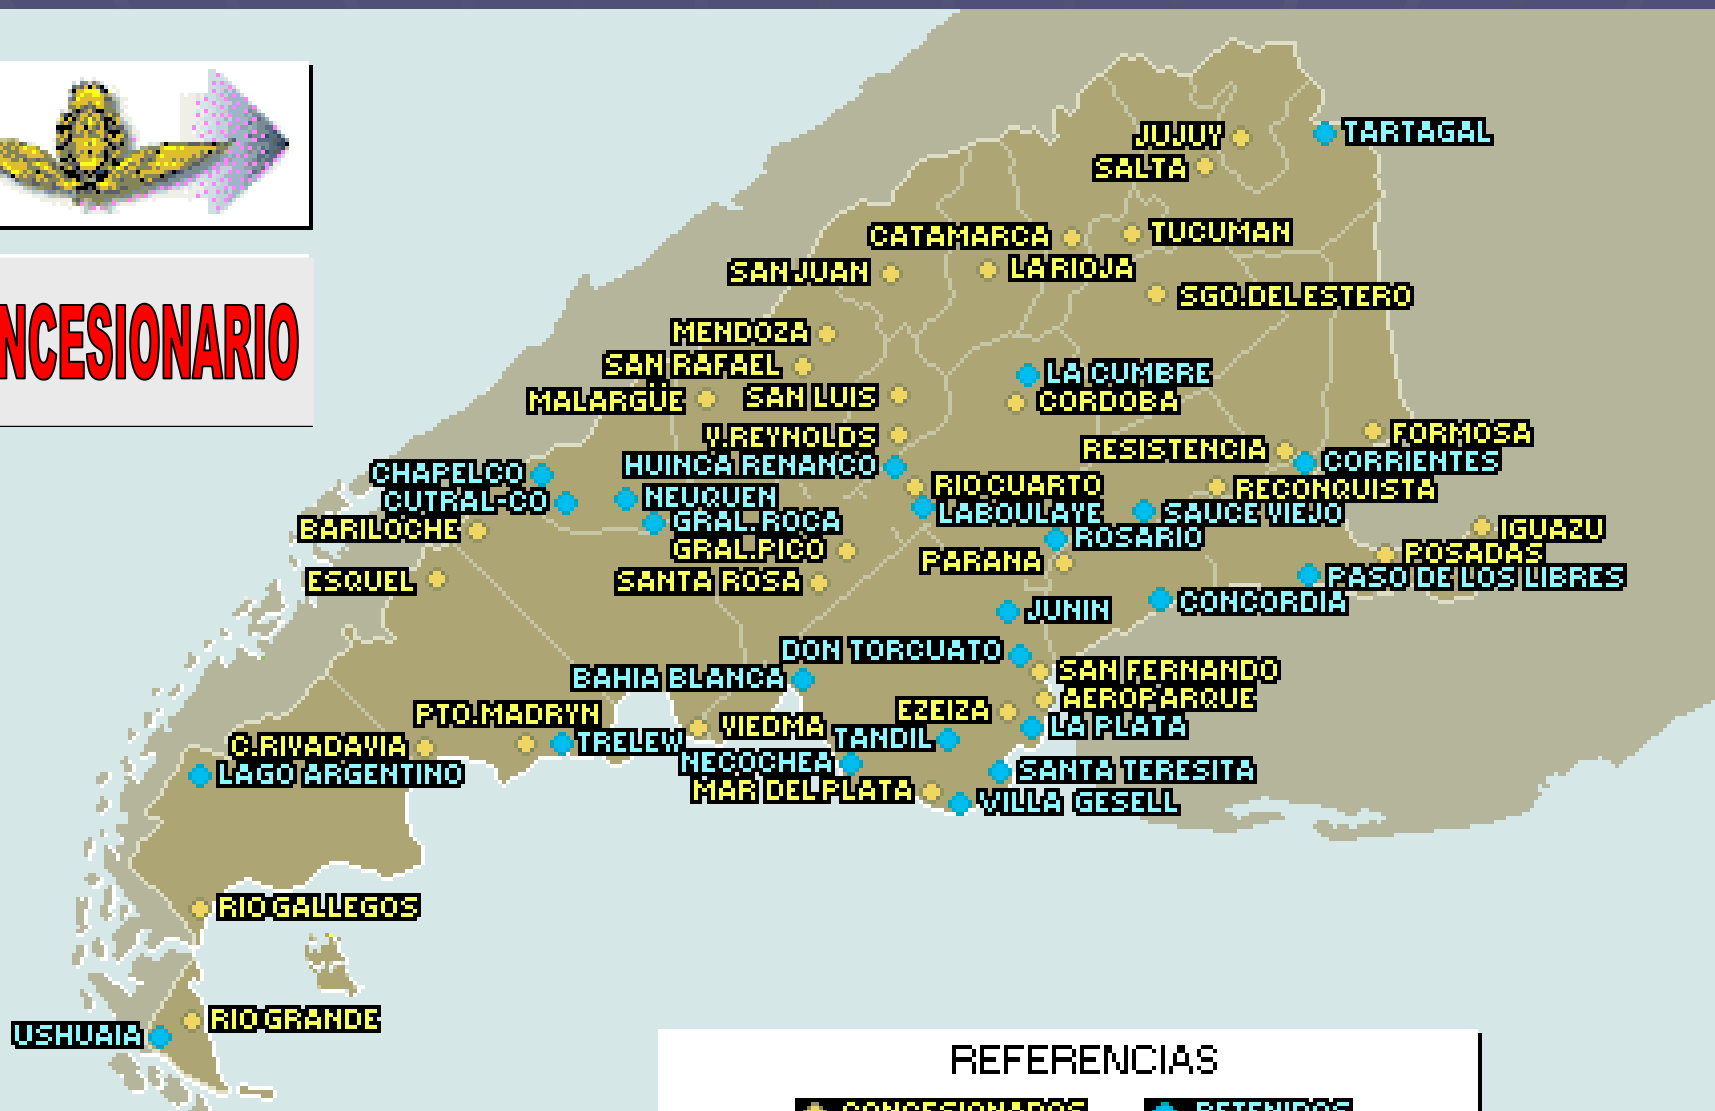 JUJUY
TARTAGAL
SALTA
CATAMARCA
TUCUMAN
SAN JUAN
LA RIOJA
SGO.DEL ESTERO
MENDOZA
SAN RAFAEL
LA CUMBRE
MALARGÜE
SAN LUIS
CORDOBA
NCESIONARIO
V.REYNOLDS
FORMOSA
RESISTENCIA
CORRIENTES
HUINCA RENANCO
CHAPELCO
RIO CUARTO
RECONQUISTA
CUTRAL-CO
NEUQUEN
LABOULAYE
SAUCE VIEJO
GRAL. ROCA
BARILOCHE
IGUAZU
ROSARIO
GRAL.PICO
POSADAS
PARANA
ESQUEL
SANTA ROSA
PASO DE LOS LIBRES
JUNIN
CONCORDIA
DON TORCUATO
BAHIA BLANCA
SAN FERNANDO
AEROPARQUE
PTO.MADRYN
EZEIZA
VIEDMA
LA PLATA
C.RIVADAVIA
TRELEW
TANDIL
LAGO ARGENTINO
NECOCHEA
SANTA TERESITA
MAR DEL PLATA
VILLA GESELL
RIO GALLEGOS
RIO GRANDE
USHUAIA
REFERENCIAS
CONCESIONADOS
RETENIDOS